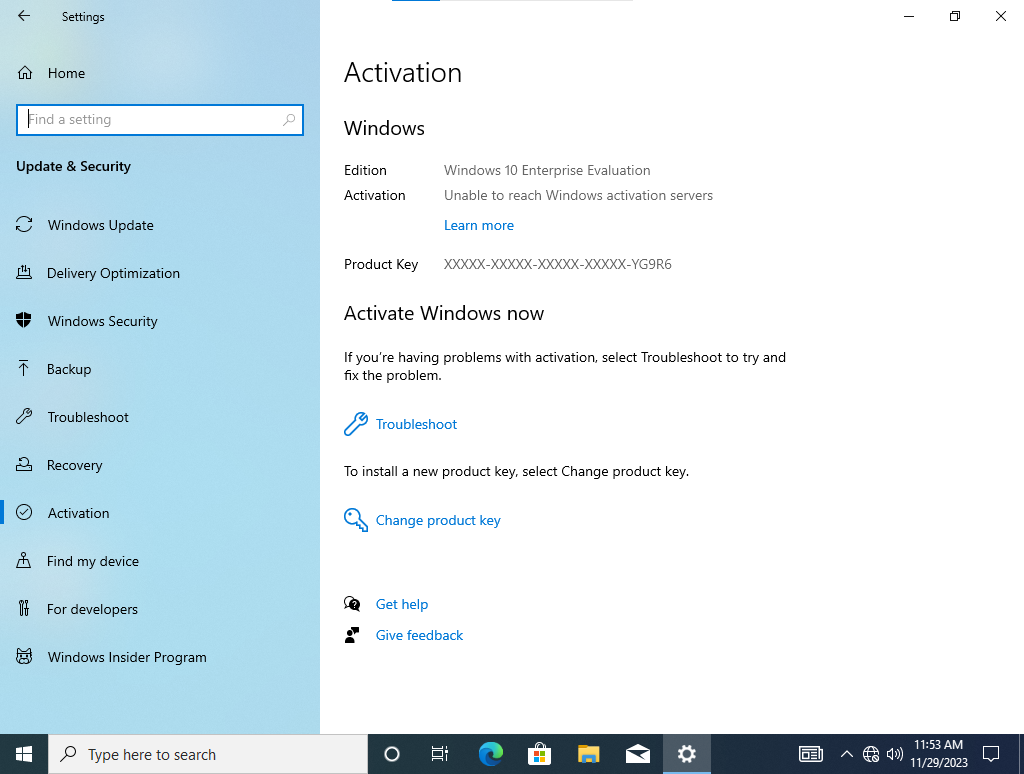 Settings
Home
Find a setting
Update & Security
Windows Update
Delivery Optimization
Windows Security
Backup
Troubleshoot
Recovery
Activation
Find my device
For developers
Windows Insider Program
Activation
Windows
Edition Windows 10 Enterprise Evaluation
Activation Unable to reach Windows activation servers
Learn more
Product Key XXXXX-XXXXX-XXXXX-XXXXX-YG9R6
Activate Windows now
If you're having problems with activation, select Troubleshoot to try and
fix the problem.
Troubleshoot
To install a new product key, select Change product key.
Change product key
Get help
Give feedback
Type here to search
11:53 AM
11/29/2023